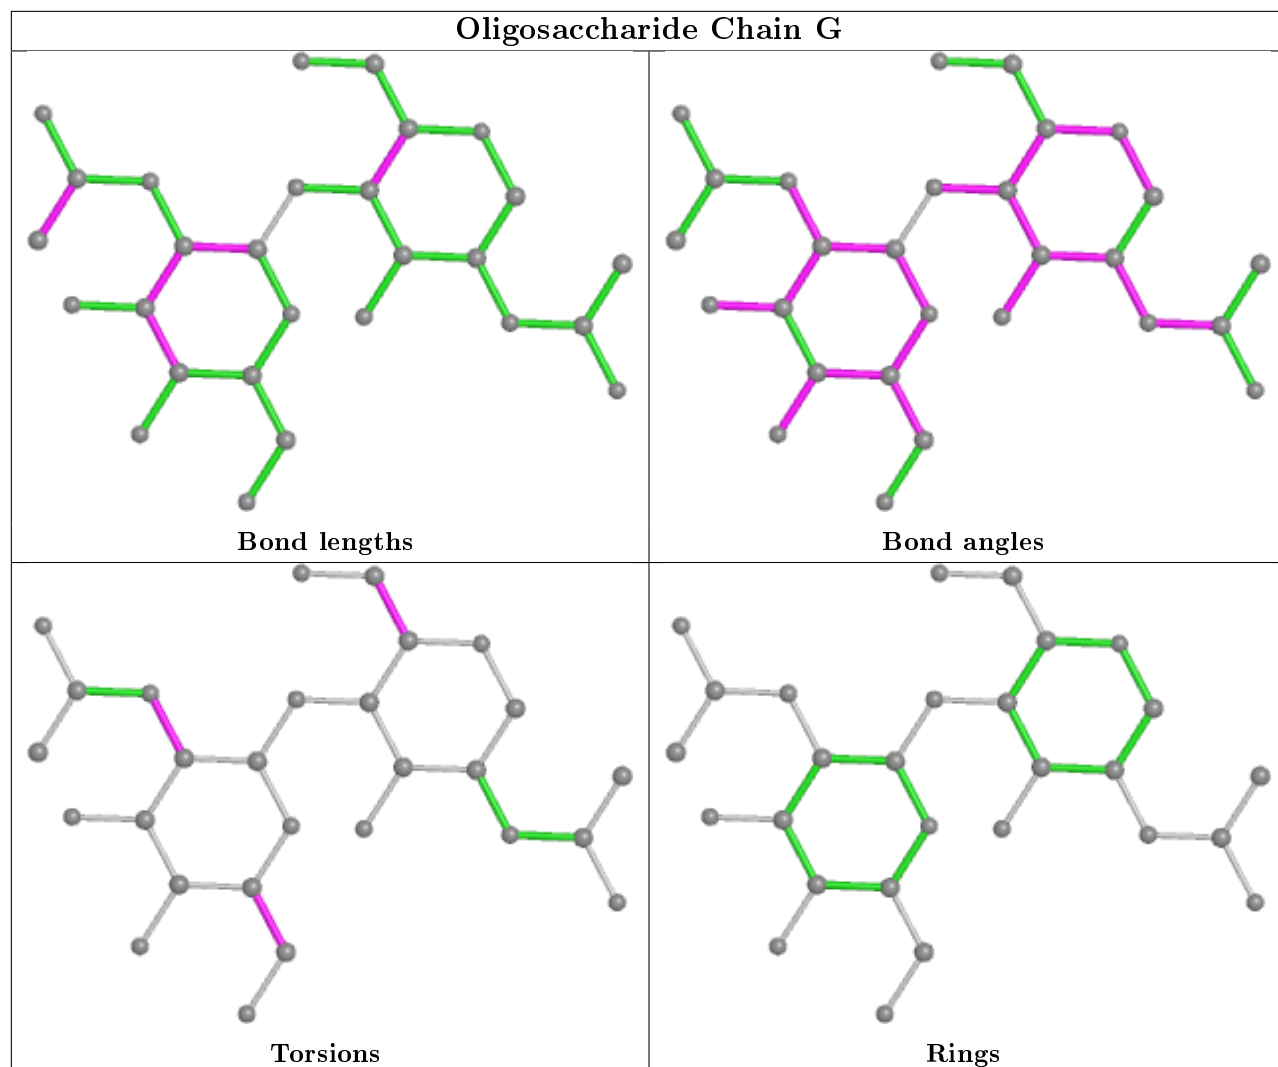 Oligosaccharide Chain G
Bond lengths
Bond angles
Torsions
Rings